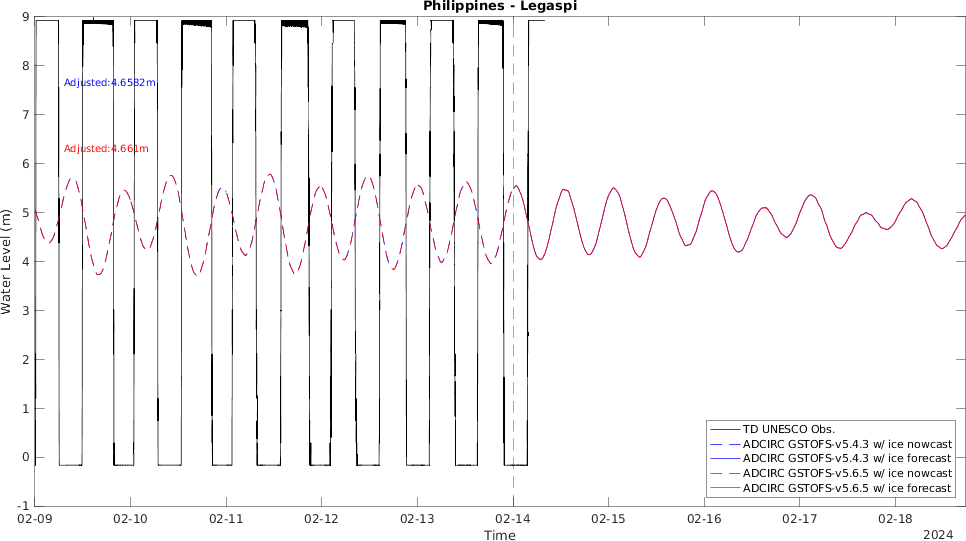 Philippines - Legaspi
9
8
7
6
5
4
3
2
1
0
-1
Water Level (m)
Adjusted:4.6582m
Adjusted:4.661m
TD UNESCO Obs.
ADCIRC GSTOFS-v5.4.3 w/ ice nowcast
ADCIRC GSTOFS-v5.4.3 w/ ice forecast
ADCIRC GSTOFS-v5.6.5 w/ ice nowcast
ADCIRC GSTOFS-v5.6.5 w/ ice forecast
02-09 02-10 02-11 02-12 02-13 02-14 02-15 02-16 02-17 02-18
Time
2024